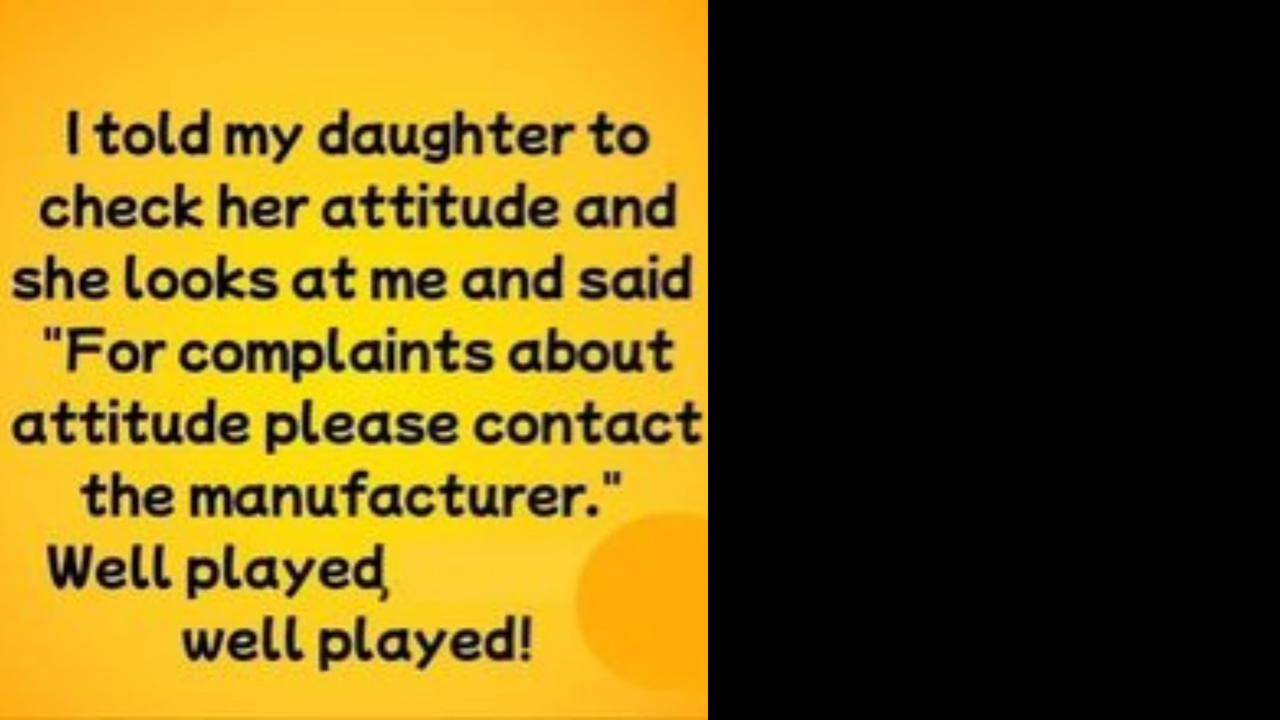 I told my daughter to
check her attitude and
she looks at me and said
"For complaints about
attitude please contact
the manufacturer."
Well played,
well played!